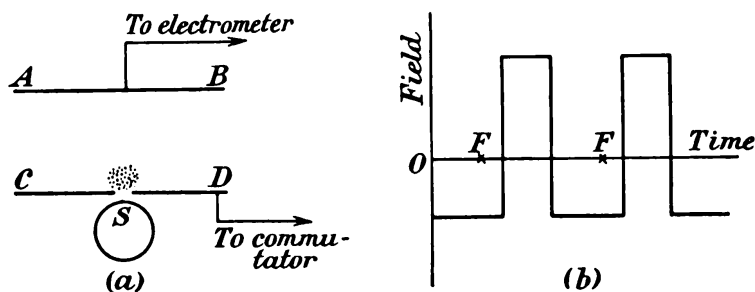 To electrometer
A
B
C
D
S
To commu-
tator
(a)
Field
O
F
F
Time
(b)